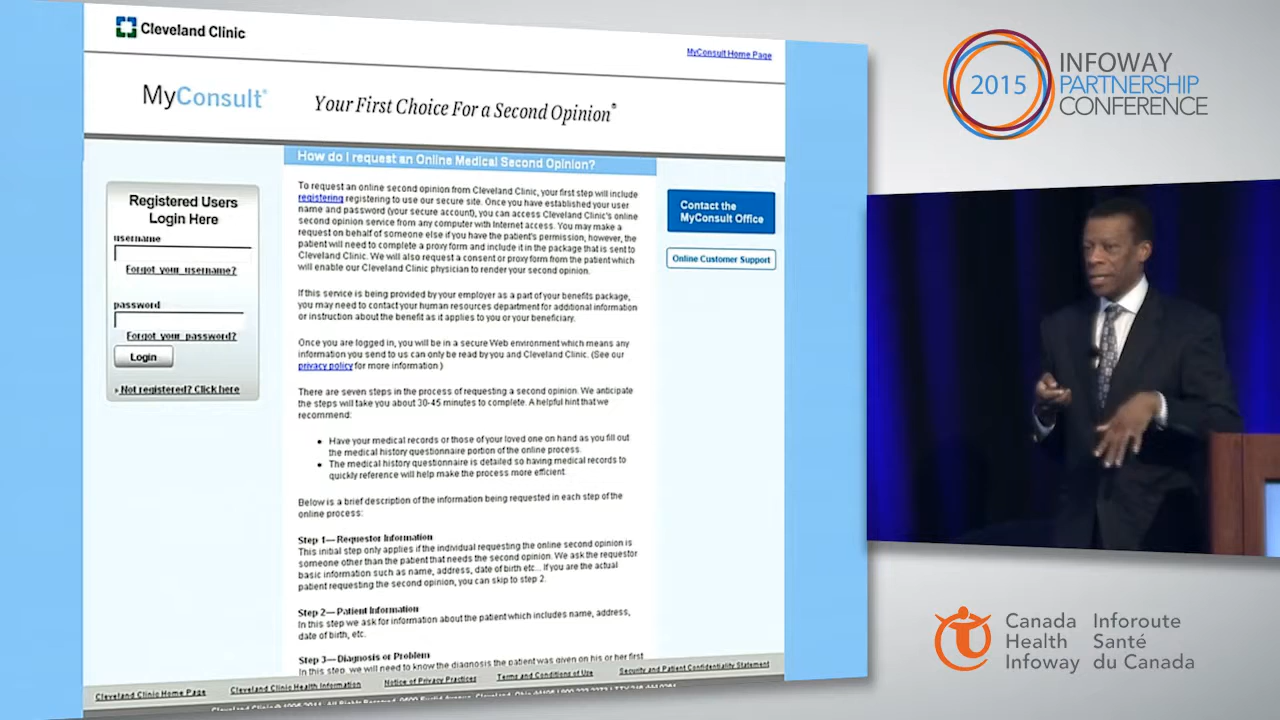 Cleveland Clinic
MyConsult Home Page
MyConsult®
Your First Choice For a Second Opinion®
How do I request an Online Medical Second Opinion?
Registered Users
Login Here
username
Forgot your username?
password
Forgot your password?
Login
Not registered? Click here
To request an online second opinion from Cleveland Clinic, your first step will include
registering registering to use our secure site. Once you have established your user
name and password (your secure account), you can access Cleveland Clinic's online
second opinion service from any computer with Internet access. You may make a
request on behalf of someone else if you have the patient's permission, however, the
patient will need to complete a proxy form and include it in the package that is sent to
Cleveland Clinic. We will also request a consent or proxy form from the patient which
will enable our Cleveland Clinic physician to render your second opinion.
If this service is being provided by your employer as a part of your benefits package,
you may need to contact your human resources department for additional information
or instruction about the benefit as it applies to you or your beneficiary.
Once you are logged in, you will be in a secure Web environment which means any
information you send to us can only be read by you and Cleveland Clinic. (See our
privacy policy for more information )
There are seven steps in the process of requesting a second opinion. We anticipate
the steps will take you about 30-45 minutes to complete. A helpful hint that we
recommend:
• Have your medical records or those of your loved one on hand as you fill out
the medical history questionaire portion of the online process.
• The medical history questionnaire is detailed so having medical records to
quickly reference will help make the process more efficient.
Below is a brief description of the information being requested in each step of the
online process:
Step 1—Requestor Information
This initial step only applies if the individual requesting the online second opinion is
someone other than the patient that needs the second opinion. We ask the requestor
basic information such as name, address, date of birth etc... If you are the actual
patient requesting the second opinion, you can skip to step 2.
Step 2—Patient Information
In this step we ask for information about the patient which includes name, address,
date of birth, etc.
Step 3—Diagnosis or Problem
In this step, we will need to know the diagnosis the patient was given on his or her first
Contact the
MyConsult Office
Online Customer Support
Cleveland Clinic Home Page
Cleveland Clinic Health Information
Notice of Privacy Practices
Terms and Conditions of Use
Security and Patient Confidentiality Statement
2015
INFOWAY
PARTNERSHIP
CONFERENCE
Canada Inforoute
Health Santé
Infoway du Canada